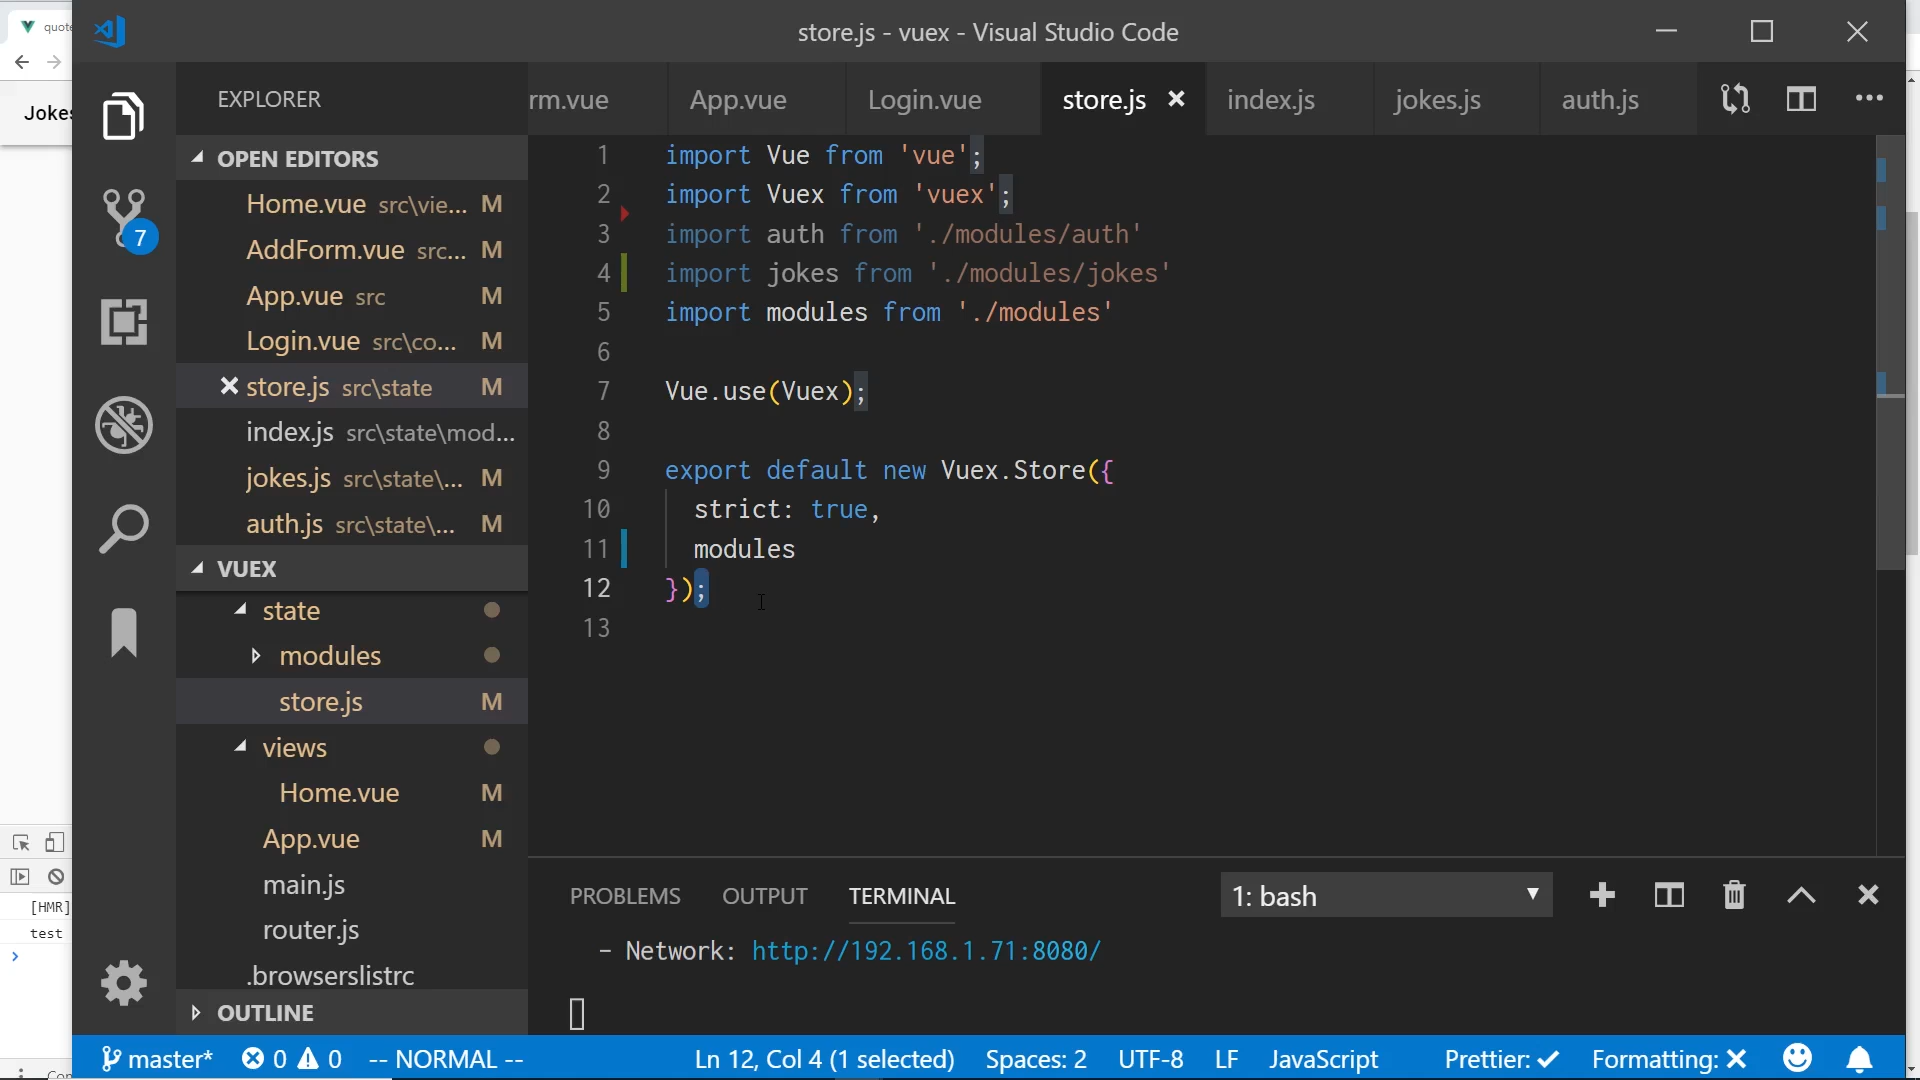 quote
store.js - vuex - Visual Studio Code
Jokes
EXPLORER
rm.vue
App.vue
Login.vue
store.js
index.js
jokes.js
auth.js
OPEN EDITORS
Home.vue src\vie... M
AddForm.vue src... M
App.vue src M
Login.vue src\co... M
store.js src\state M
index.js src\state\mod...
jokes.js src\state\... M
auth.js src\state\... M
VUEX
state
modules
store.js M
views
Home.vue M
App.vue M
main.js
router.js
.browserslistrc
OUTLINE
7
1 import Vue from 'vue';
2 import Vuex from 'vuex';
3 import auth from './modules/auth'
4 import jokes from './modules/jokes'
5 import modules from './modules'
6
7 Vue.use(Vuex);
8
9 export default new Vuex.Store({
10 strict: true,
11 modules
12 });
13
PROBLEMS
OUTPUT
TERMINAL
1: bash
- Network: http://192.168.1.71:8080/
[HMR]
test
Con
master* 0 0 -- NORMAL -- Ln 12, Col 4 (1 selected) Spaces: 2 UTF-8 LF JavaScript Prettier: ✓ Formatting: ✕